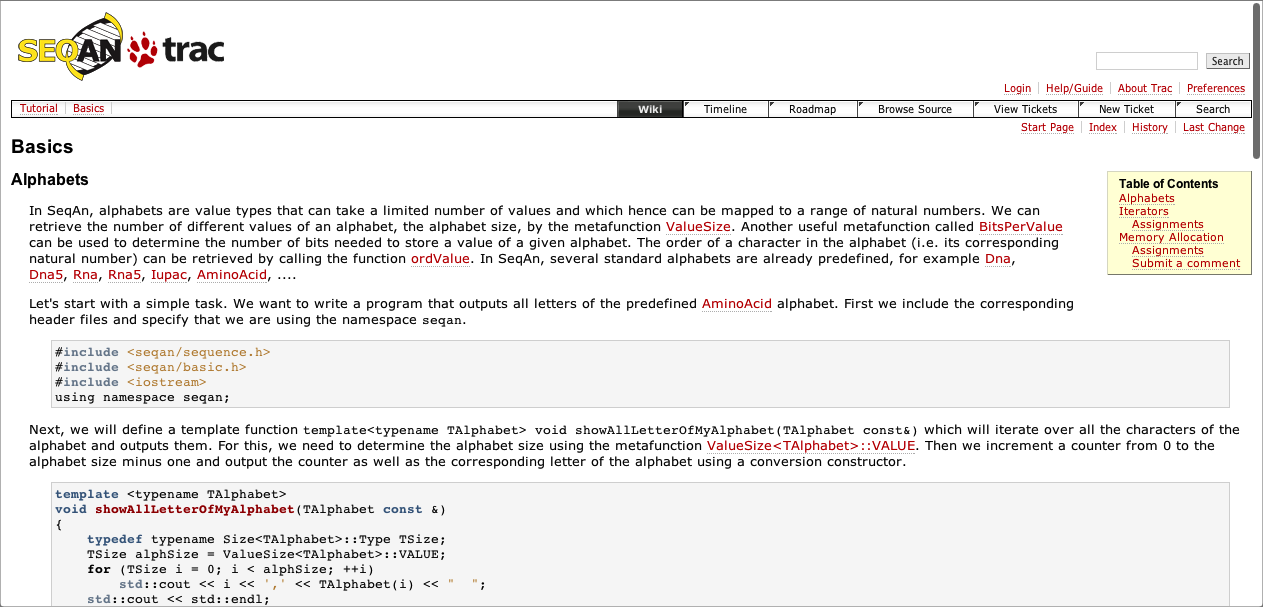 SEQAN trac
Search
Login Help/Guide About Trac Preferences
Tutorial Basics Wiki Timeline Roadmap Browse Source View Tickets New Ticket Search
Start Page Index History Last Change
Basics
Alphabets
In SeqAn, alphabets are value types that can take a limited number of values and which hence can be mapped to a range of natural numbers. We can
retrieve the number of different values of an alphabet, the alphabet size, by the metafunction ValueSize. Another useful metafunction called BitsPerValue
can be used to determine the number of bits needed to store a value of a given alphabet. The order of a character in the alphabet (i.e. its corresponding
natural number) can be retrieved by calling the function ordValue. In SeqAn, several standard alphabets are already predefined, for example Dna,
Dna5, Rna, Rna5, Iupac, AminoAcid, ....
Table of Contents
Alphabets
Iterators
Assignments
Memory Allocation
Assignments
Submit a comment
Let's start with a simple task. We want to write a program that outputs all letters of the predefined AminoAcid alphabet. First we include the corresponding
header files and specify that we are using the namespace seqan.
#include <seqan/sequence.h>
#include <seqan/basic.h>
#include <iostream>
using namespace seqan;
Next, we will define a template function template<typename TAlphabet> void showAllLetterOfMyAlphabet(TAlphabet const&) which will iterate over all the characters of the
alphabet and outputs them. For this, we need to determine the alphabet size using the metafunction ValueSize<TAlphabet>::VALUE. Then we increment a counter from 0 to the
alphabet size minus one and output the counter as well as the corresponding letter of the alphabet using a conversion constructor.
template <typename TAlphabet>
void showAllLetterOfMyAlphabet(TAlphabet const &)
{
    typedef typename Size<TAlphabet>::Type TSize;
    TSize alphSize = ValueSize<TAlphabet>::VALUE;
    for (TSize i = 0; i < alphSize; ++i)
        std::cout << i << ',' << TAlphabet(i) << "  ";
    std::cout << std::endl;